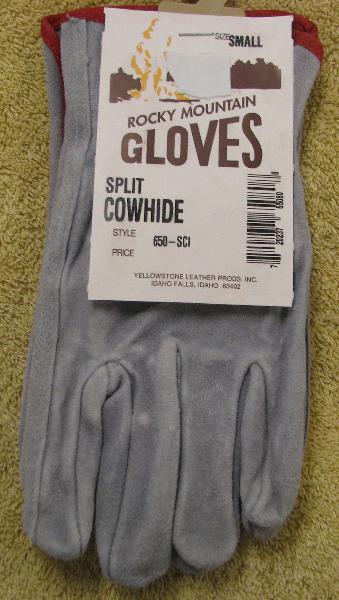 SIZE SMALL
ROCKY MOUNTAIN
GLOVES
SPLIT
COWHIDE
STYLE 650-SCI
PRICE
YELLOWSTONE LEATHER PRODS. INC.
IDAHO FALLS, IDAHO 83402